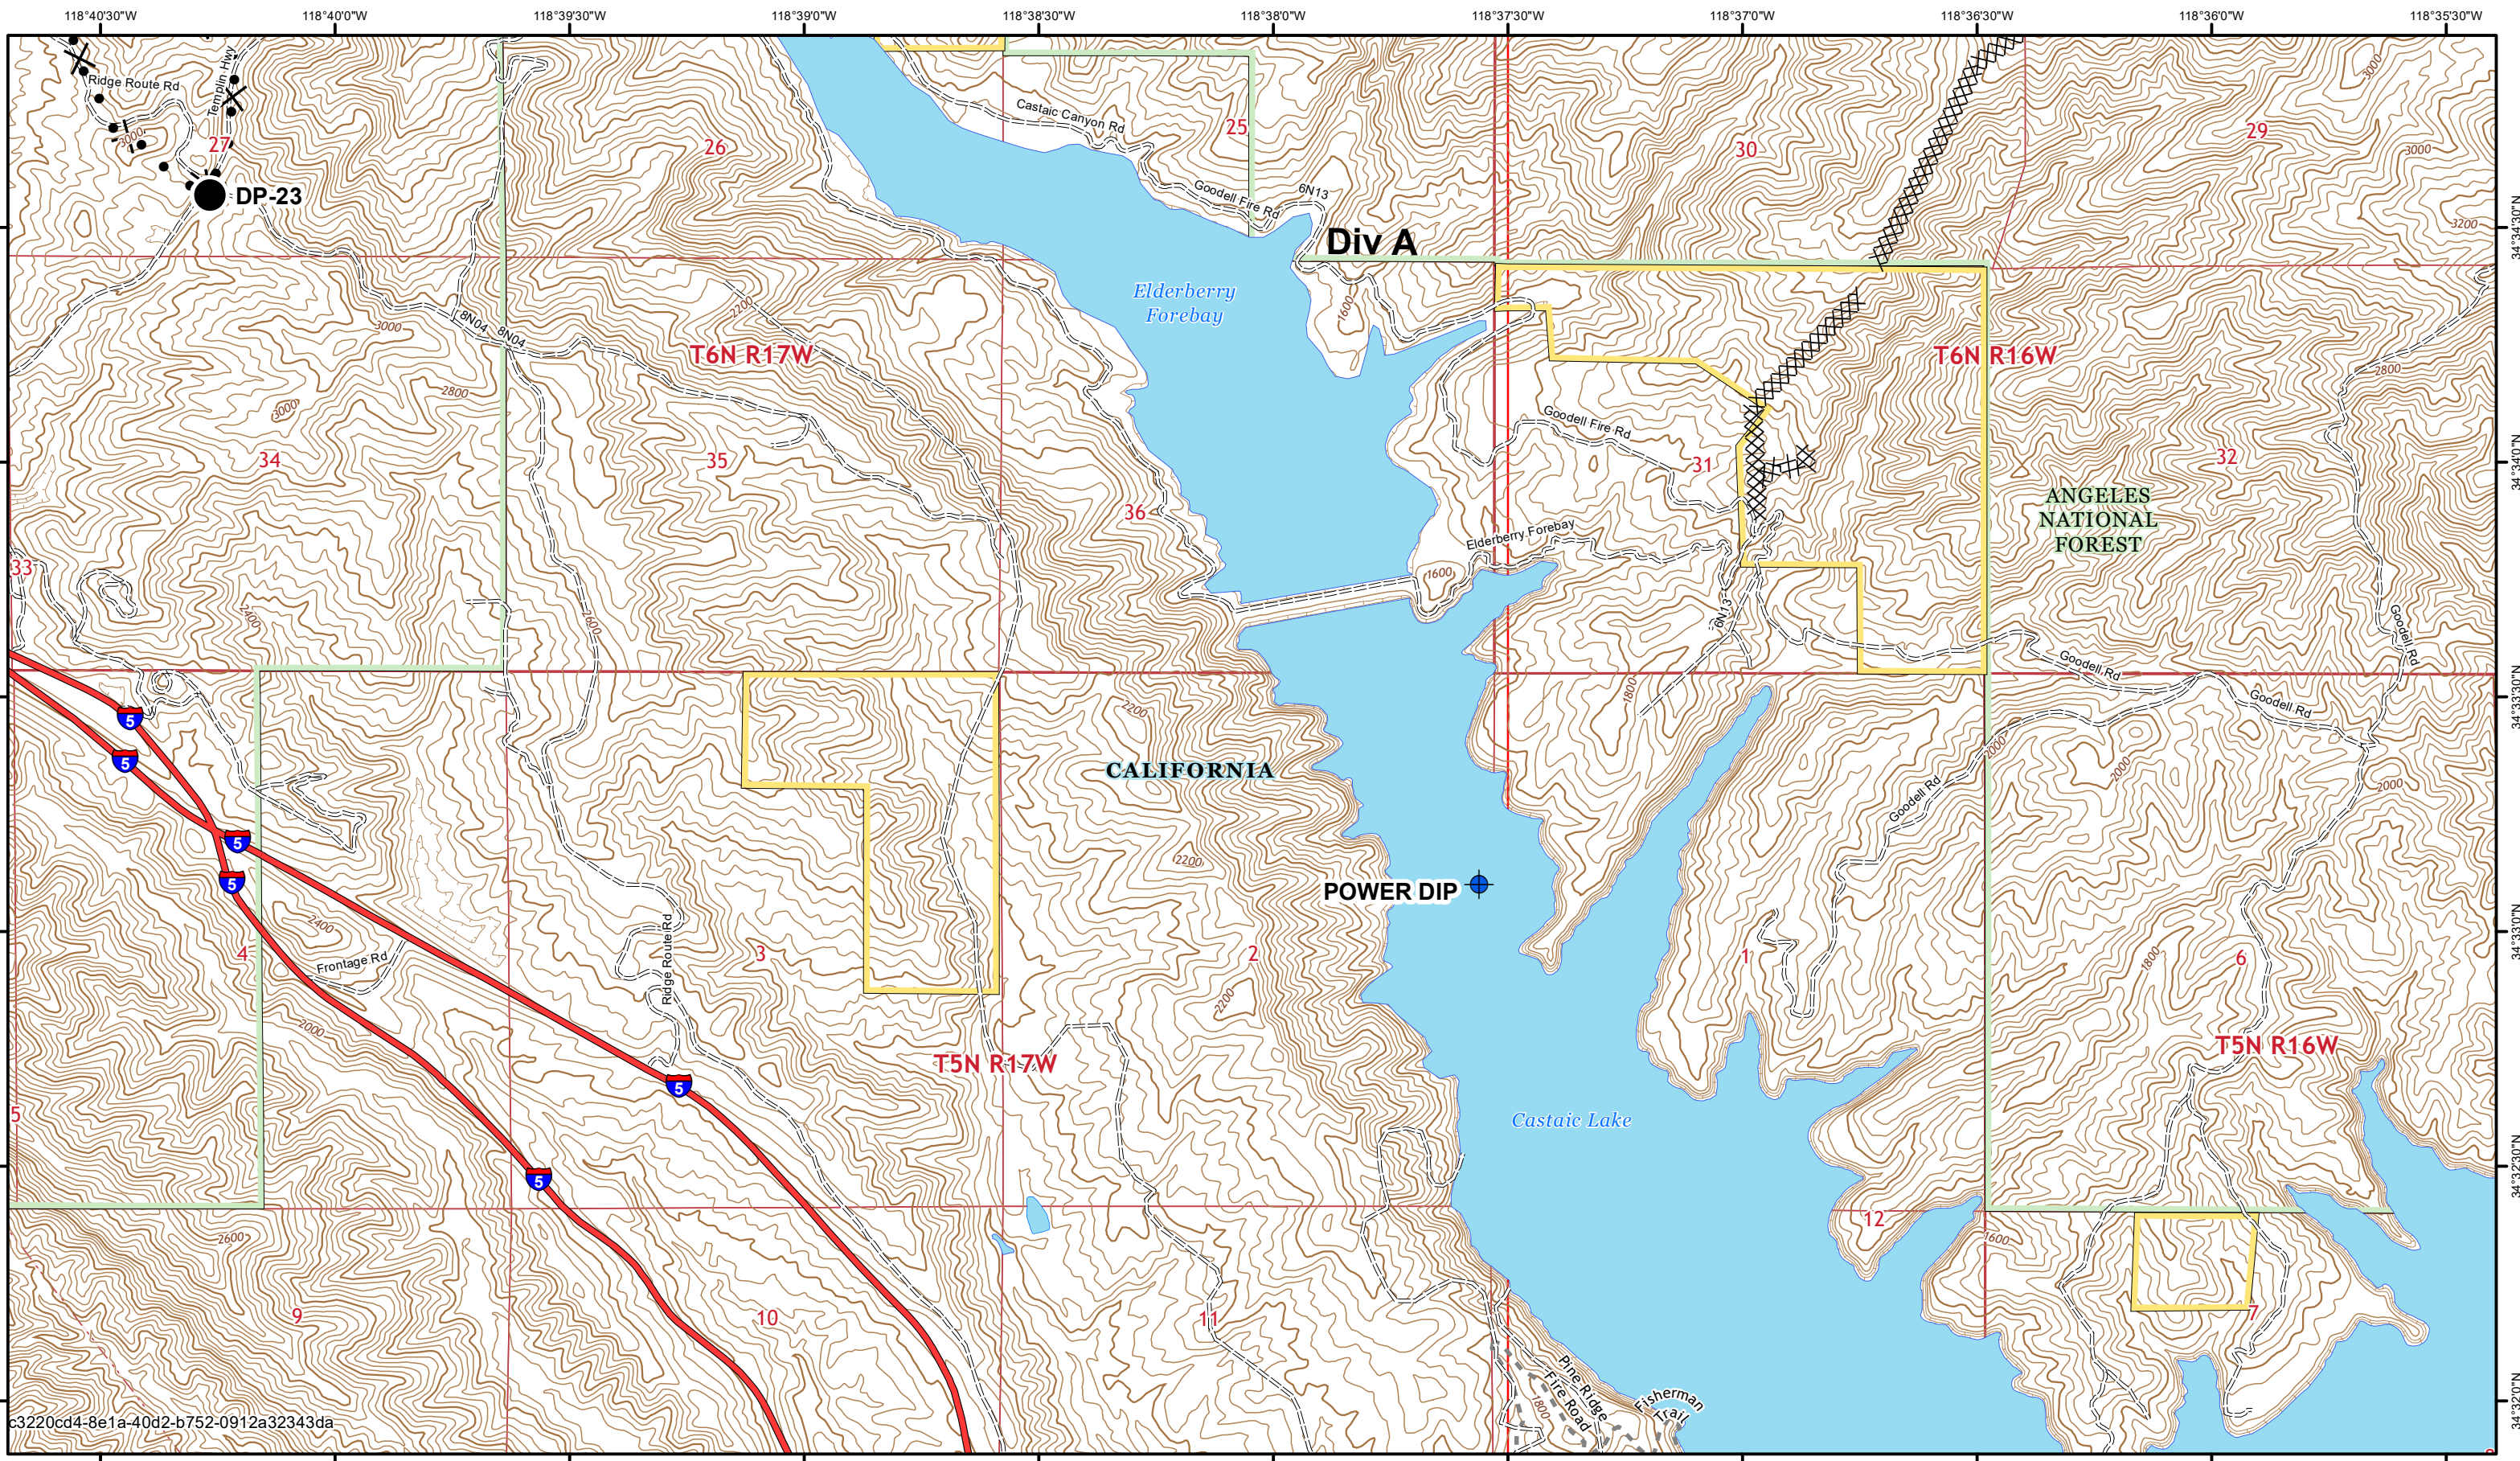 118°40'30"W
118°40'0"W
118°39'30"W
118°39'0"W
118°38'30"W
118°38'0"W
118°37'30"W
118°37'0"W
118°36'30"W
118°36'0"W
118°35'30"W
Ridge Route Rd
Templin Hwy
3000
27
DP-23
26
Castaic Canyon Rd
25
Goodell Fire Rd
6N13
Div A
30
29
3000
3000
3200
34°34'30"N
Elderberry
Forebay
1600
2200
8N04
8N04
3000
T6N R17W
T6N R16W
2800
2800
3000
Goodell Fire Rd
34
35
31
32
34°34'0"N
36
ANGELES
NATIONAL
FOREST
Elderberry Forebay
33
1600
2400
2600
6N13
Goodell Rd
Goodell Rd
Goodell Rd
1800
34°33'30"N
5
5
2200
CALIFORNIA
2000
2000
2000
Goodell Rd
5
5
2200
POWER DIP
2400
Ridge Route Rd
4
Frontage Rd
3
2
1
6
1800
34°33'0"N
2200
2000
T5N R17W
T5N R16W
5
5
Castaic Lake
5
34°32'30"N
12
2600
1600
9
10
11
7
Pine Ridge
Fire Road
Fisherman
Trail
1800
34°32'0"N
c3220cd4-8e1a-40d2-b752-0912a32343da